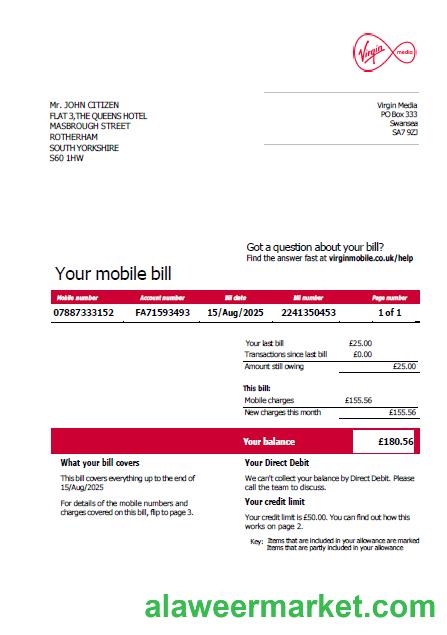 Virgin media
Mr. JOHN CITIZEN
FLAT 3,THE QUEENS HOTEL
MASBROUGH STREET
ROTHERHAM
SOUTH YORKSHIRE
S60 1HW
Virgin Media
PO Box 333
Swansea
SA7 9ZJ
Got a question about your bill?
Find the answer fast at virginmobile.co.uk/help
Your mobile bill
Mobile number Account number Bill date Bill number Page number
07887333152 FA71593493 15/Aug/2025 2241350453 1 of 1
Your last bill £25.00
Transactions since last bill £0.00
Amount still owing £25.00
This bill:
Mobile charges £155.56
New charges this month £155.56
Your balance £180.56
What your bill covers
This bill covers everything up to the end of
15/Aug/2025
For details of the mobile numbers and
charges covered on this bill, flip to page 3.
Your Direct Debit
We can't collect your balance by Direct Debit. Please
call the team to discuss.
Your credit limit
Your credit limit is £50.00. You can find out how this
works on page 2.
Key: Items that are included in your allowance are marked
Items that are partly included in your allowance
alaweermarket.com